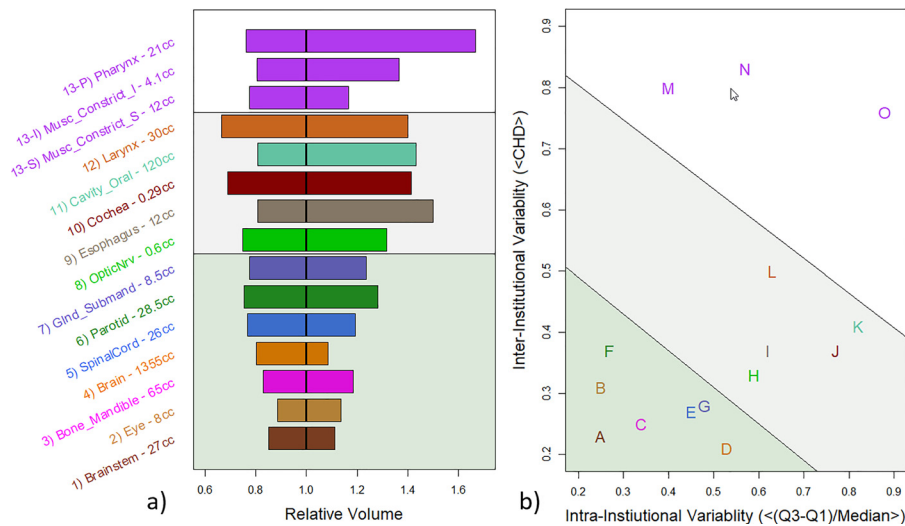 13-P) Pharynx - 21cc
13-I) Musc_Constrict_I - 4.1cc
13-S) Musc_Constrict_S - 12cc
12) Larynx - 30cc
11) Cavity_Oral - 120cc
10) Cochea - 0.29cc
9) Esophagus - 12cc
8) OpticNrv - 0.6cc
7) Glnd_Submand - 8.5cc
6) Parotid - 28.5cc
5) SpinalCord - 26cc
4) Brain - 1355cc
3) Bone_Mandible - 65cc
2) Eye - 8cc
1) Brainstem - 27cc
0.6 0.8 1.0 1.2 1.4 1.6
Relative Volume
a)
Inter-Institutional Variablity (<CHD>)
0.9
0.8
0.7
0.6
0.5
0.4
0.3
0.2
M
N
O
L
K
I
J
H
F
B
G
E
C
A
D
0.2 0.3 0.4 0.5 0.6 0.7 0.8 0.9
Intra-Instiutional Variablity (<(Q3-Q1)/Median>)
b)